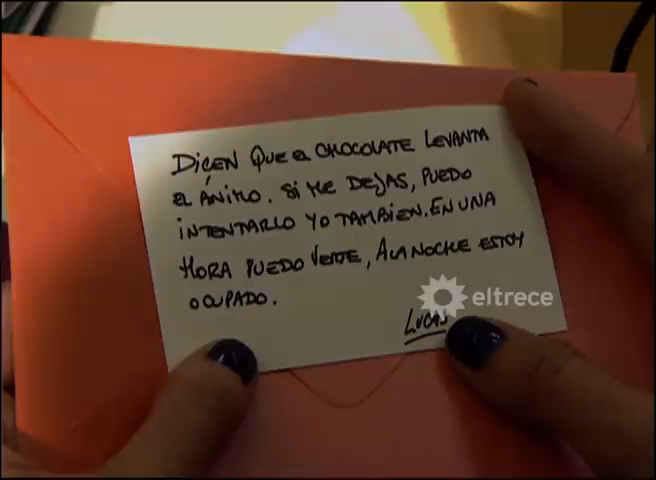 DICEN QUE EL CHOCOLATE LEVANTA
EL ÁNIMO. SI ME DEJAS, PUEDO
INTENTARLO YO TAMBIEN. EN UNA
HORA PUEDO VERTE, A LA NOCHE ESTOY
OCUPADO.
eltrece
LUCAS